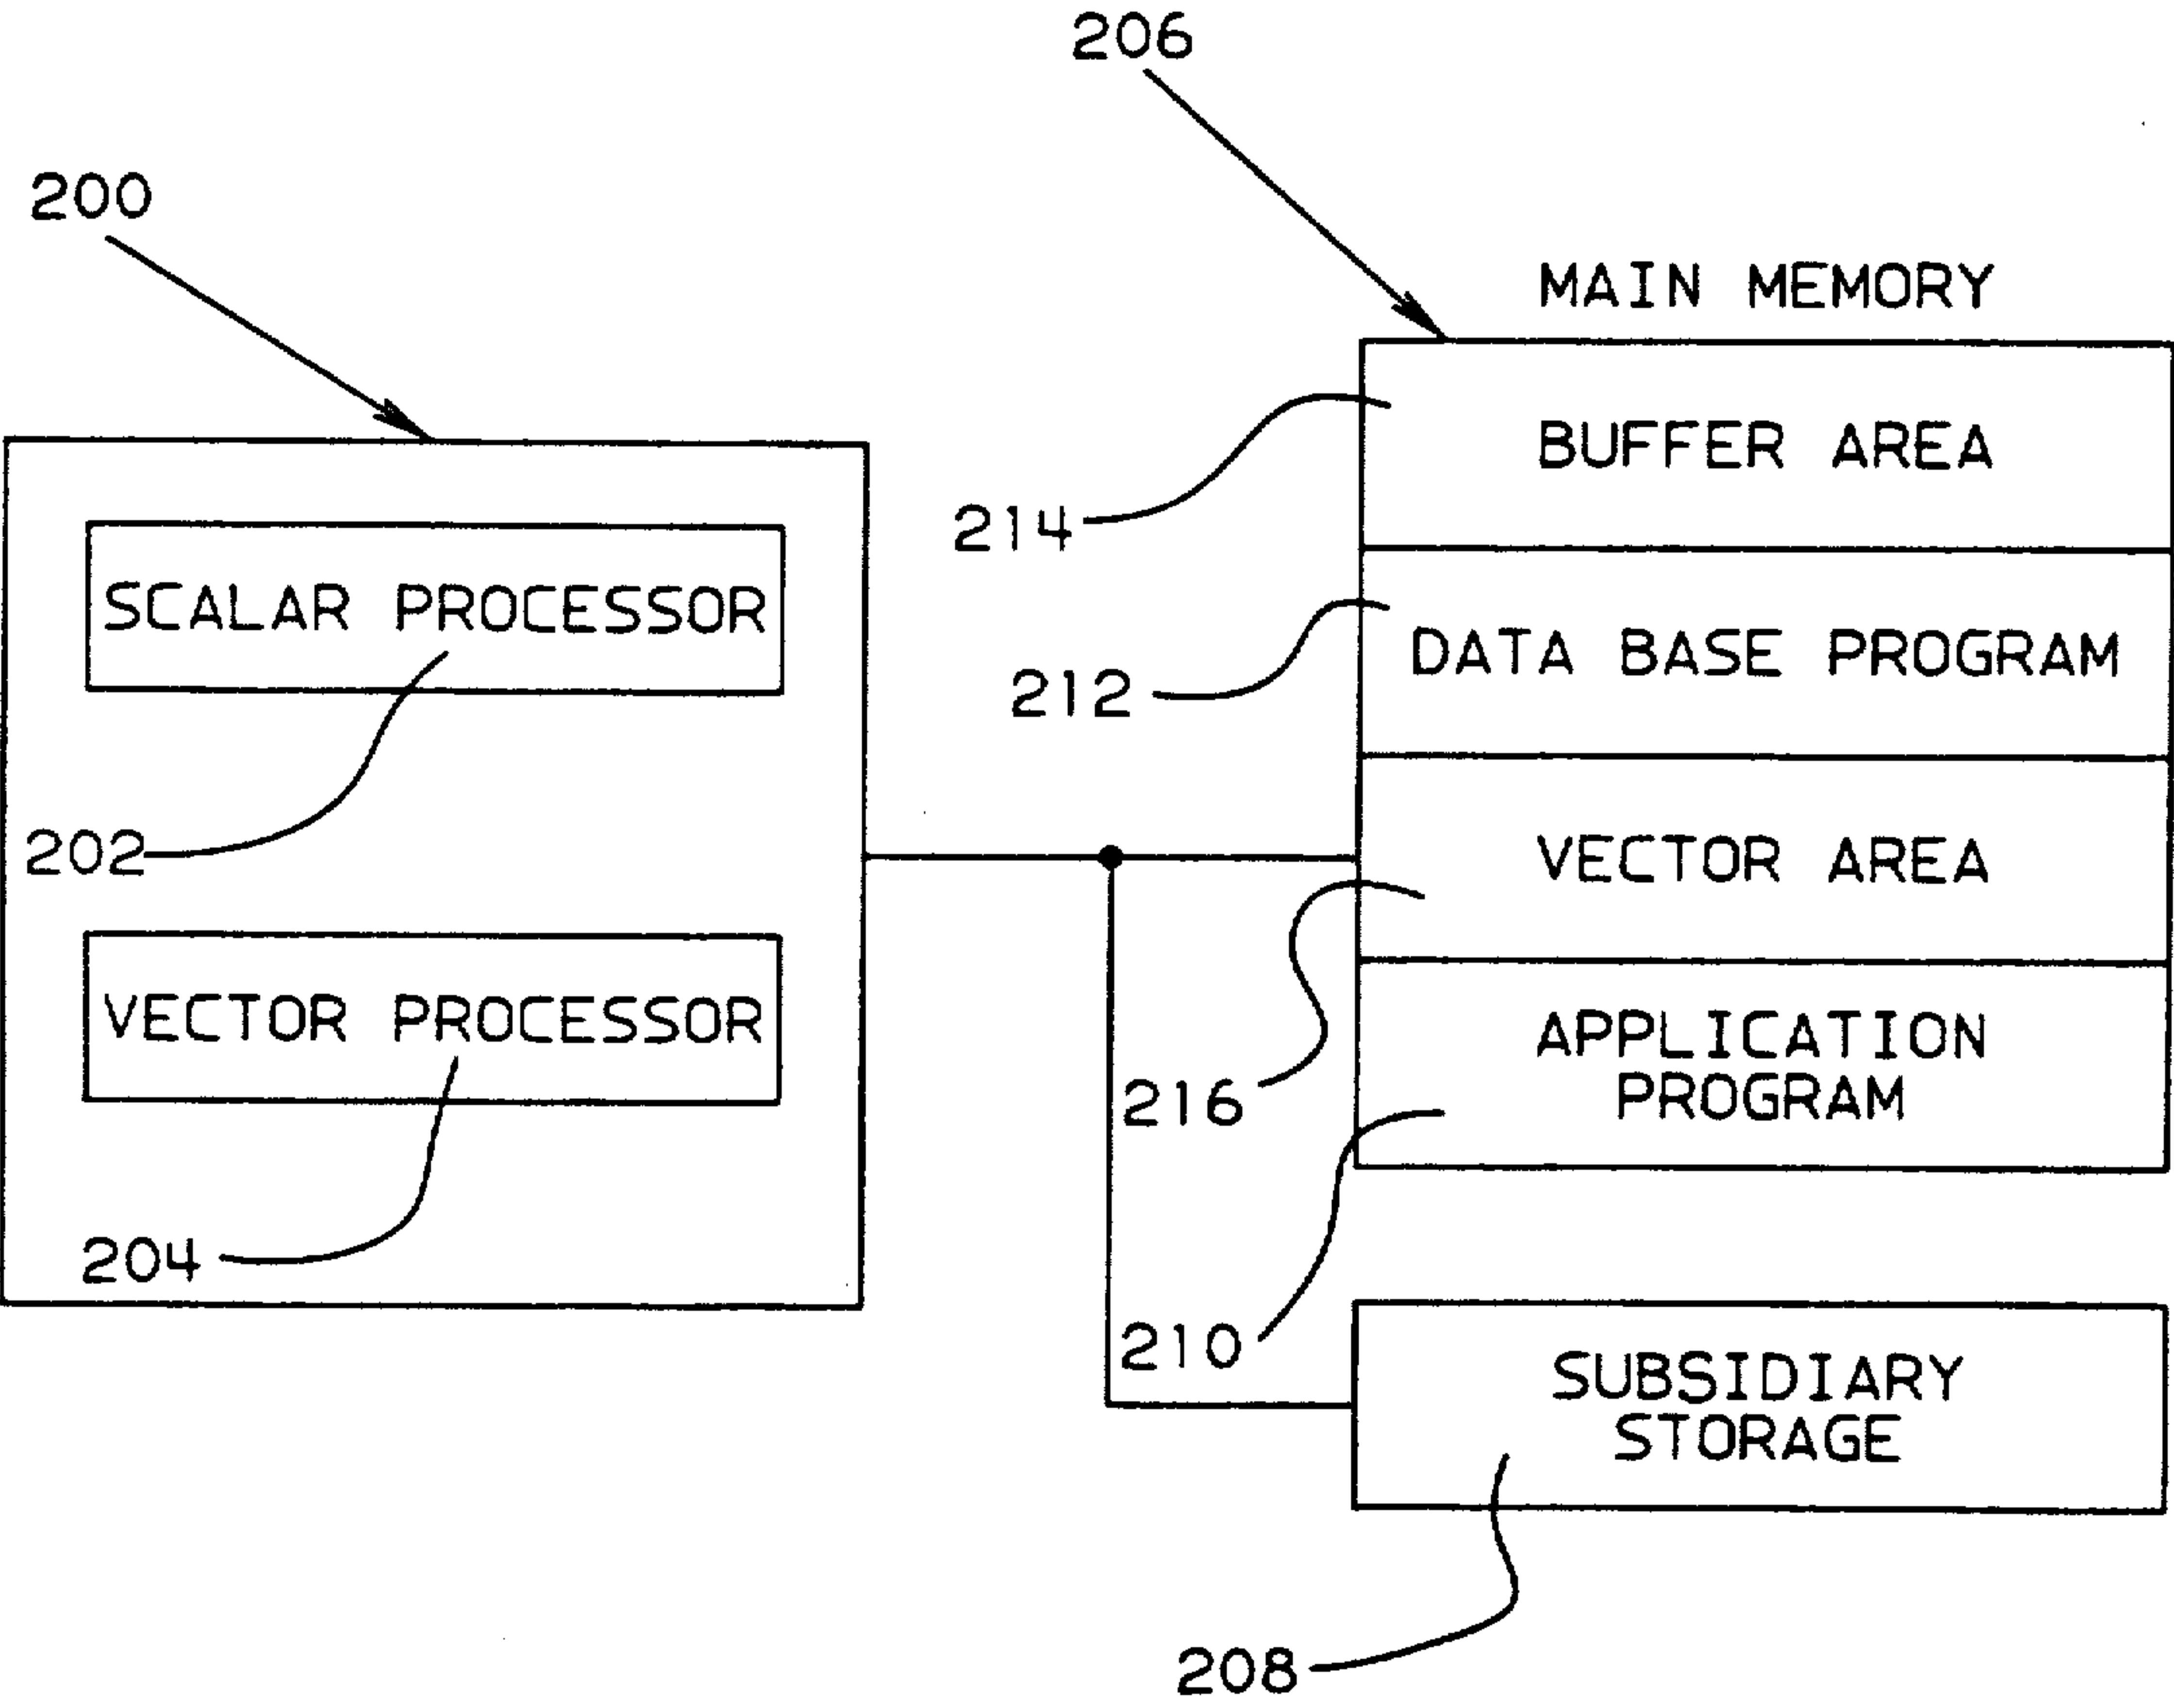 206
200
MAIN MEMORY
BUFFER AREA
214
SCALAR PROCESSOR
DATA BASE PROGRAM
212
202
VECTOR AREA
VECTOR PROCESSOR
APPLICATION
PROGRAM
216
204
210
SUBSIDIARY
STORAGE
208